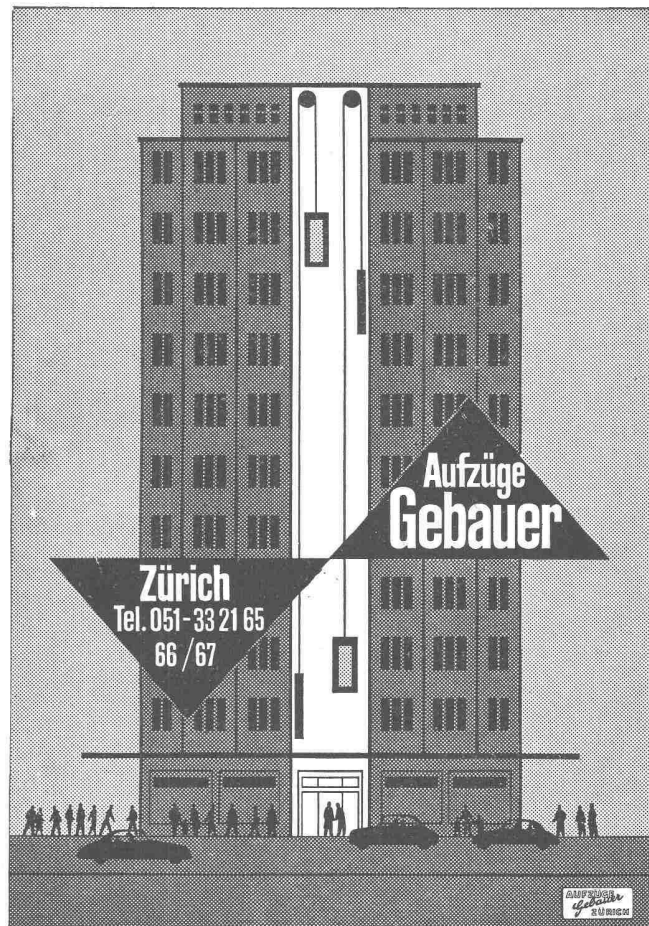 Aufzüge
Gebauer
Zürich
Tel. 051-33 21 65
66 / 67
AUFZÜGE
Gebauer
ZÜRICH